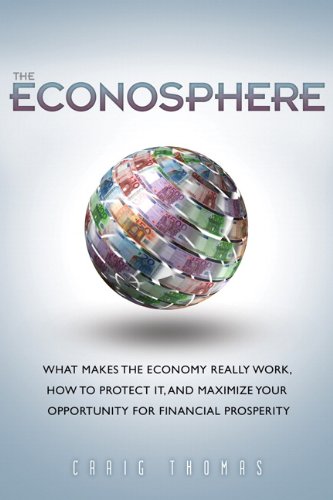 THE
ECONOSPHERE
WHAT MAKES THE ECONOMY REALLY WORK,
HOW TO PROTECT IT, AND MAXIMIZE YOUR
OPPORTUNITY FOR FINANCIAL PROSPERITY
CRAIG THOMAS